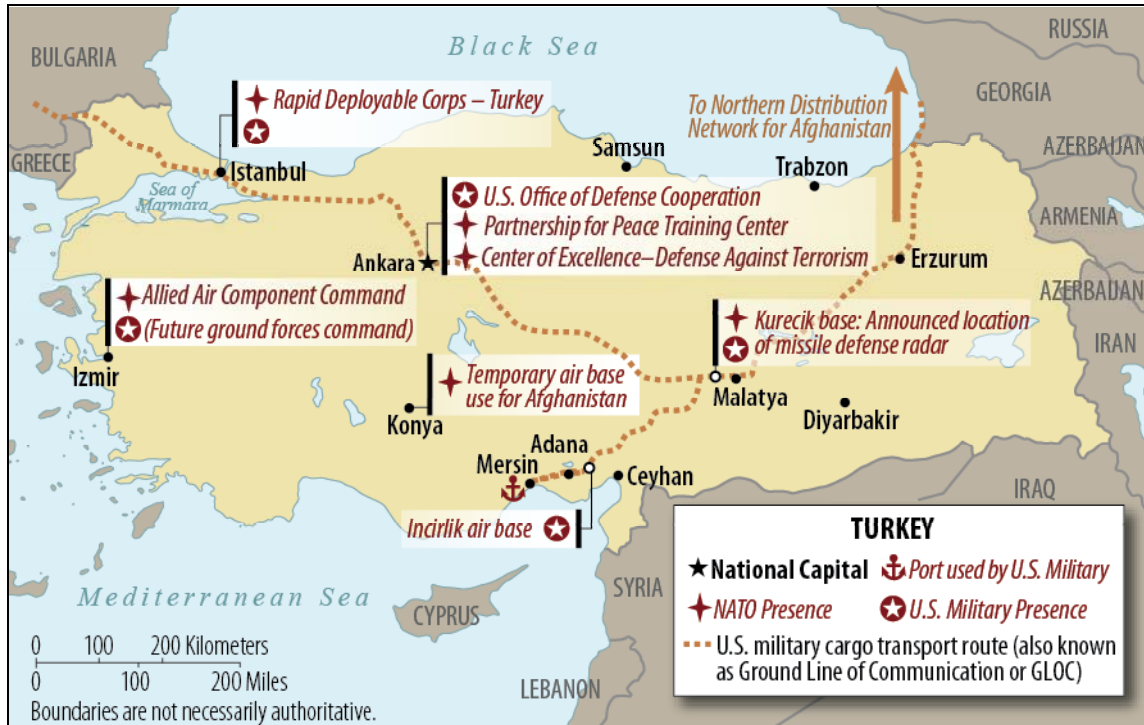 BULGARIA
Black Sea
RUSSIA
GEORGIA
Rapid Deployable Corps – Turkey
To Northern Distribution
Network for Afghanistan
AZERBAIJAN
GREECE
Istanbul
Samsun
Trabzon
Sea of
Marmara
U.S. Office of Defense Cooperation
Partnership for Peace Training Center
Center of Excellence–Defense Against Terrorism
ARMENIA
Ankara
Erzurum
AZERBAIJAN
Allied Air Component Command
(Future ground forces command)
Kurecik base: Announced location
of missile defense radar
IRAN
Izmir
Temporary air base
use for Afghanistan
Malatya
Konya
Diyarbakir
Adana
Mersin
Ceyhan
IRAQ
Incirlik air base
TURKEY
National Capital
Port used by U.S. Military
NATO Presence
U.S. Military Presence
U.S. military cargo transport route (also known
as Ground Line of Communication or GLOC)
SYRIA
Mediterranean Sea
CYPRUS
LEBANON
0 100 200 Kilometers
0 100 200 Miles
Boundaries are not necessarily authoritative.